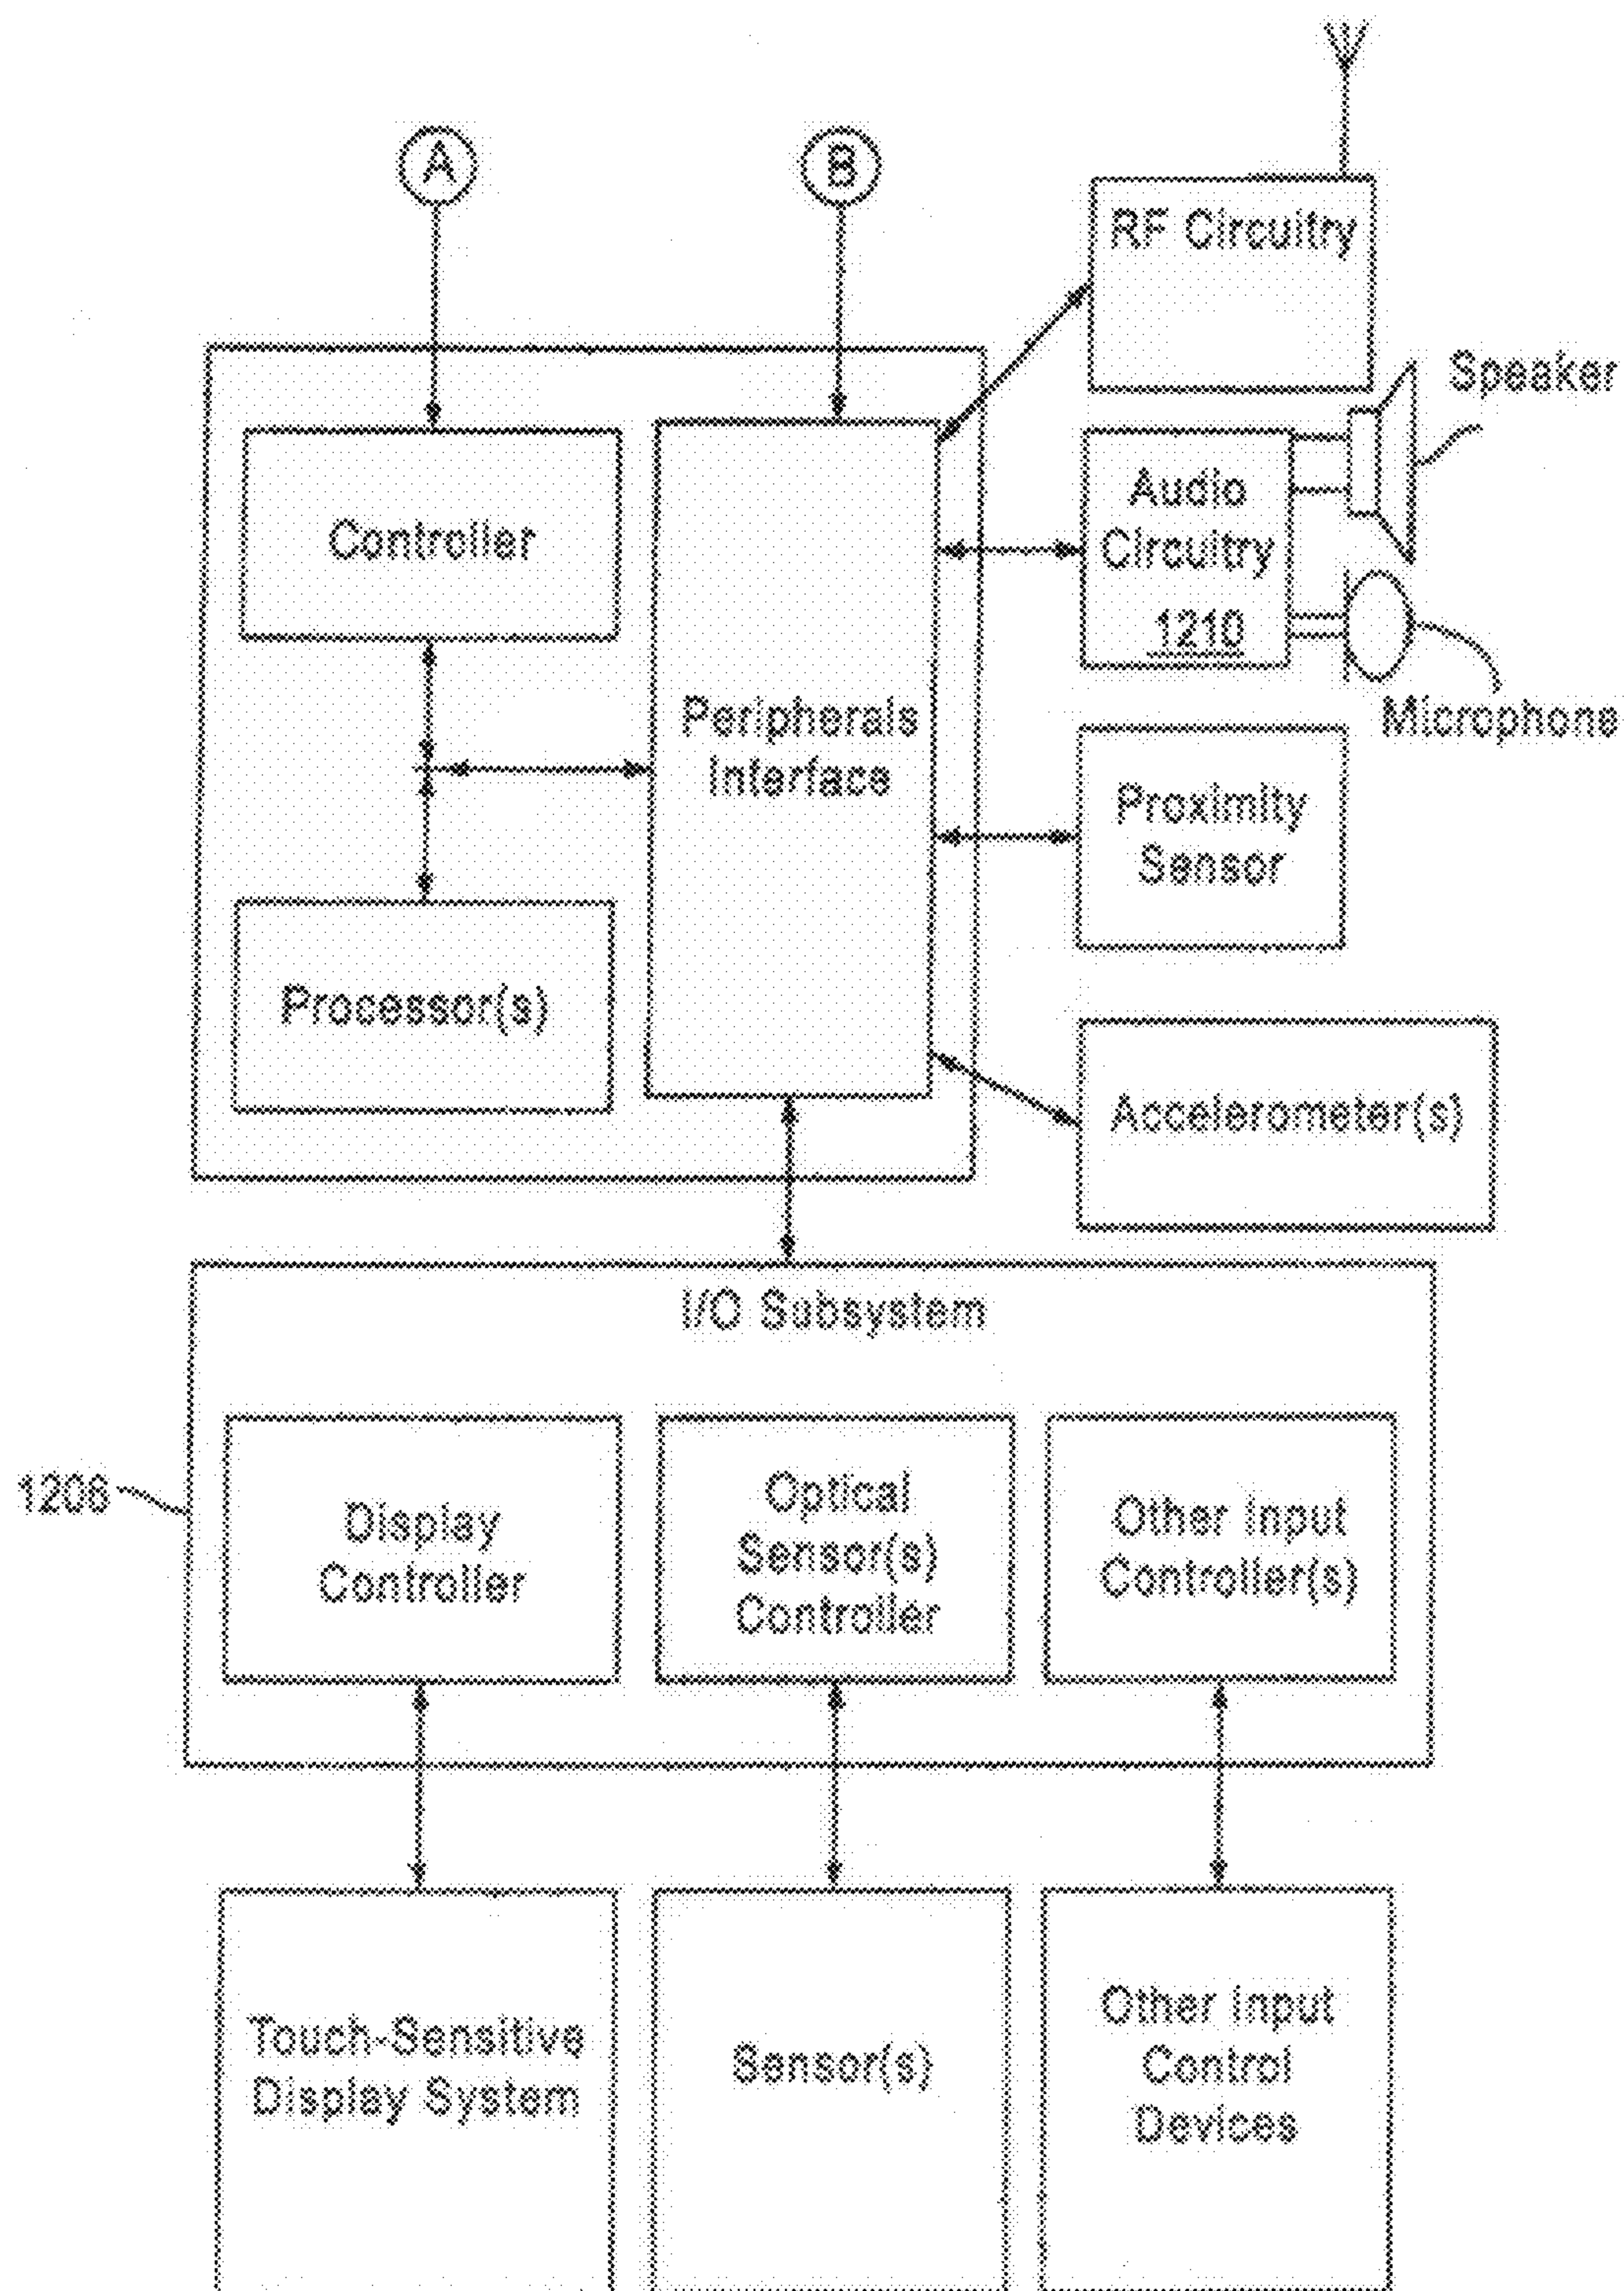 A
B
RF Circuitry
Speaker
Controller
Audio
Circuitry
1210
Microphone
Peripherals
Interface
Proximity
Sensor
Processor(s)
Accelerometer(s)
I/O Subsystem
1206
Display
Controller
Optical
Sensor(s)
Controller
Other Input
Controller(s)
Touch-Sensitive
Display System
Sensor(s)
Other Input
Control
Devices